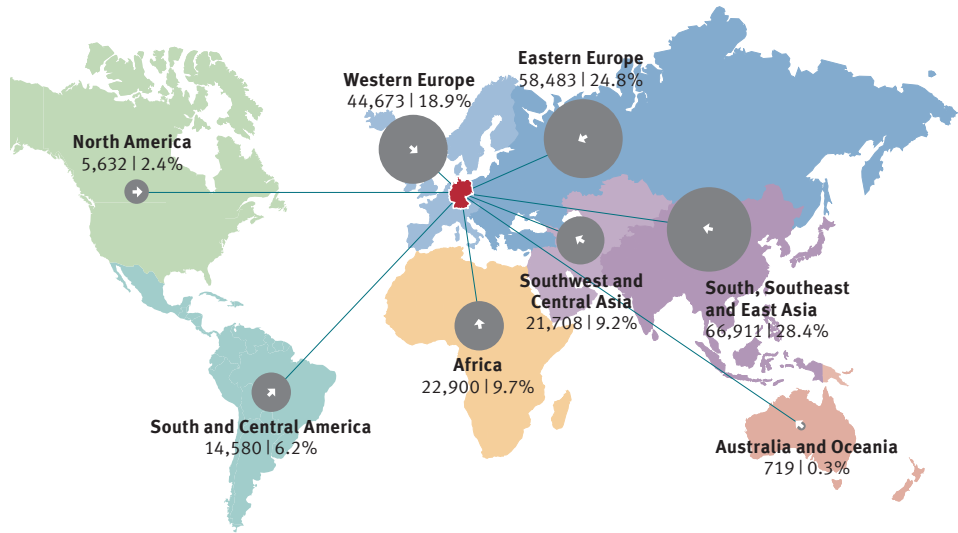 Eastern Europe
58,483 | 24.8%
Western Europe
44,673 | 18.9%
North America
5,632 | 2.4%
Southwest and
Central Asia
21,708 | 9.2%
South, Southeast
and East Asia
66,911 | 28.4%
Africa
22,900 | 9.7%
South and Central America
14,580 | 6.2%
Australia and Oceania
719 | 0.3%